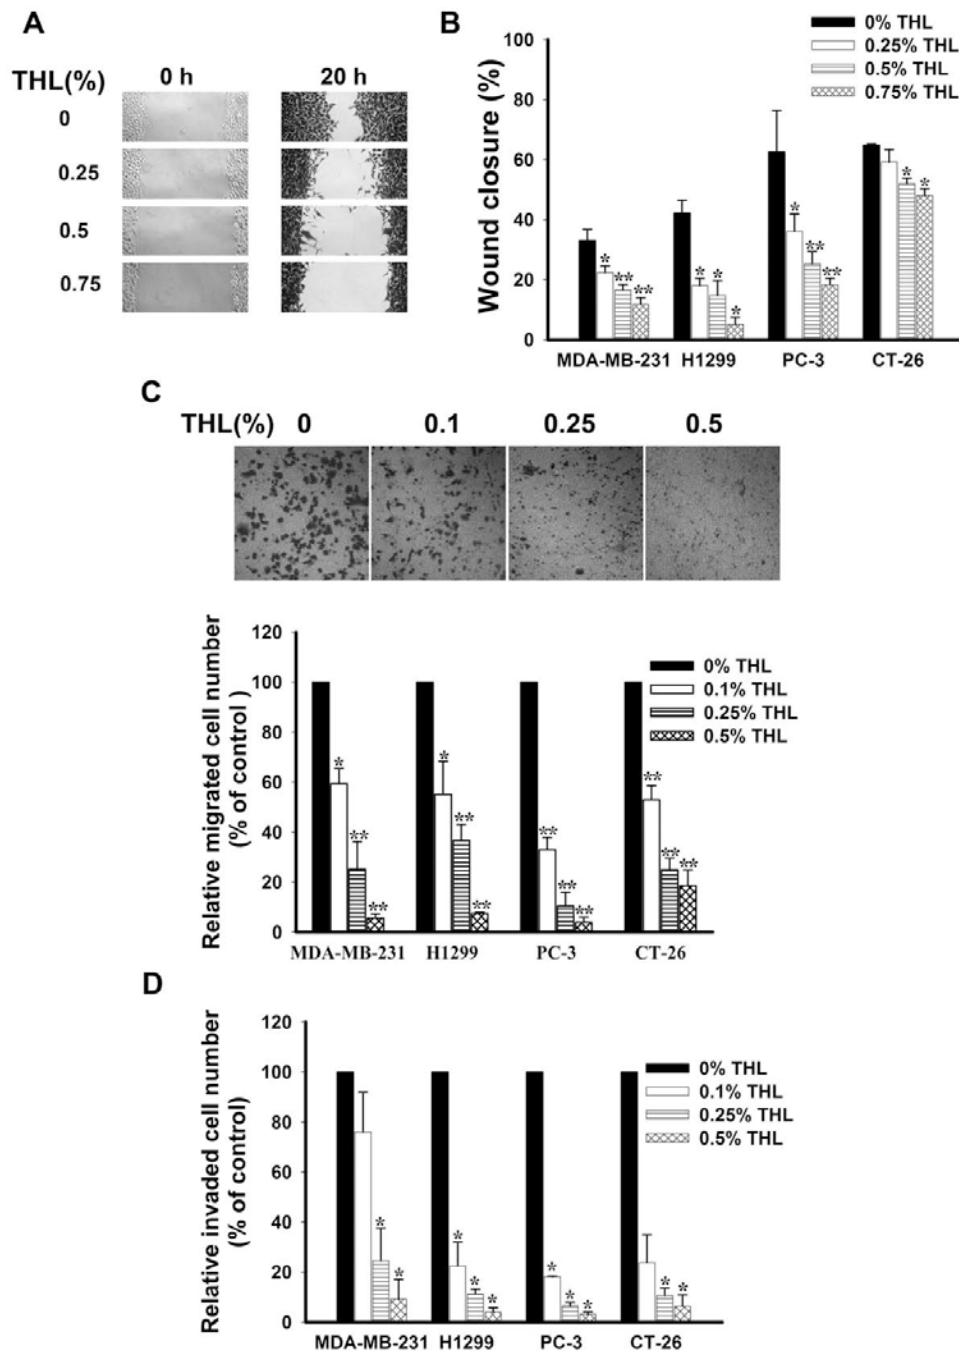 A
THL(%) 0 h 20 h
0
0.25
0.5
0.75
B
Wound closure (%)
100
80
60
40
20
0
0% THL
0.25% THL
0.5% THL
0.75% THL
*
**
**
*
*
*
*
**
**
*
*
MDA-MB-231 H1299 PC-3 CT-26
C
THL(%) 0 0.1 0.25 0.5
Relative migrated cell number
(% of control )
120
100
80
60
40
20
0
0% THL
0.1% THL
0.25% THL
0.5% THL
*
**
**
*
**
**
**
**
**
**
**
**
MDA-MB-231 H1299 PC-3 CT-26
D
Relative invaded cell number
(% of control)
120
100
80
60
40
20
0
0% THL
0.1% THL
0.25% THL
0.5% THL
*
*
*
*
*
*
*
*
*
*
MDA-MB-231 H1299 PC-3 CT-26